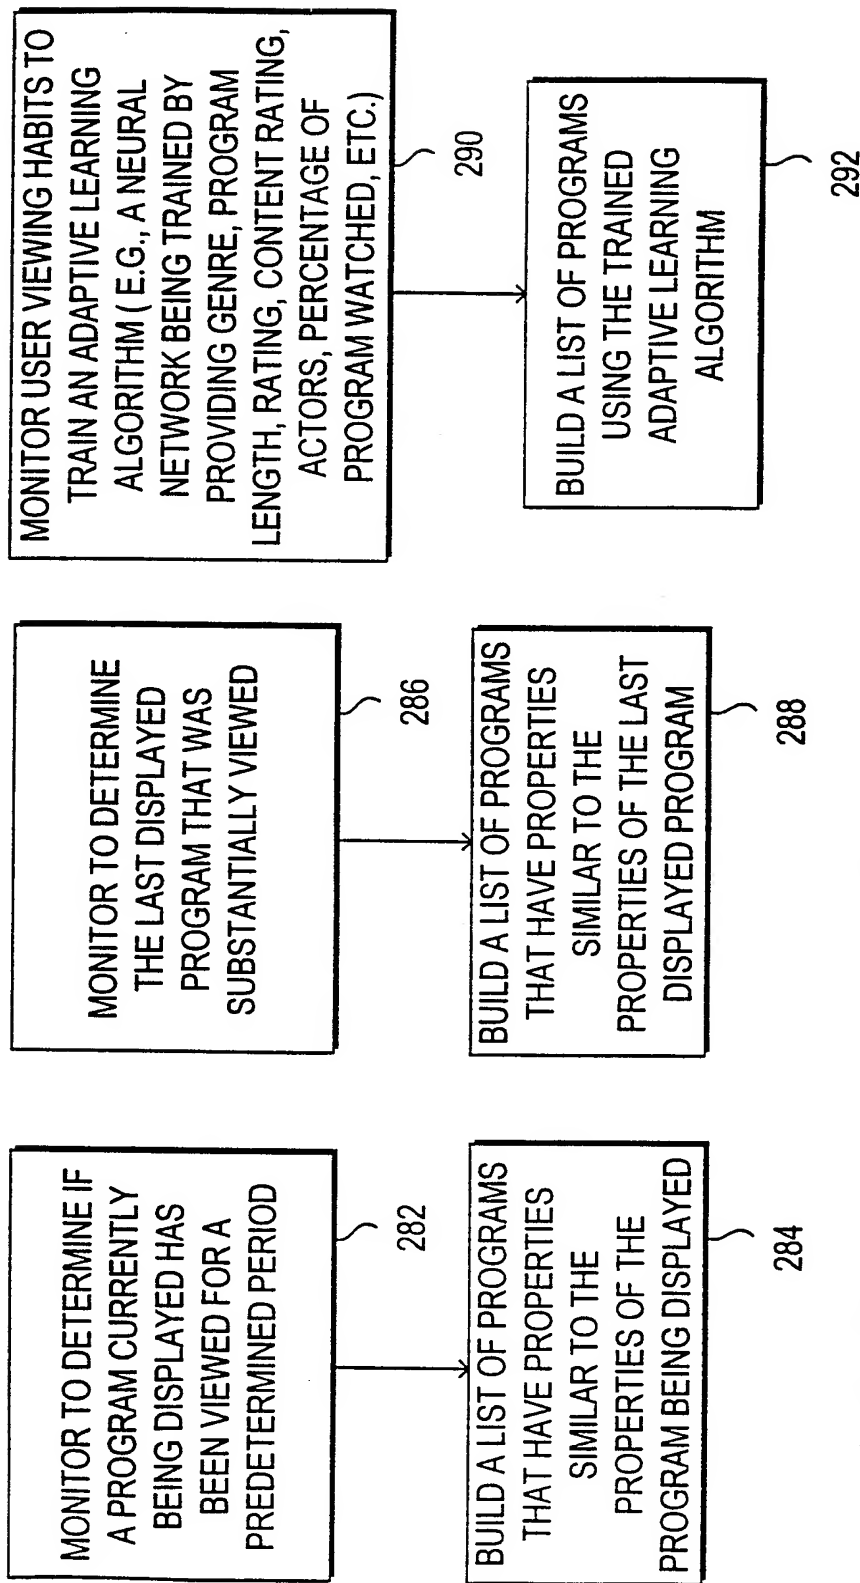 MONITOR TO DETERMINE IF
A PROGRAM CURRENTLY
BEING DISPLAYED HAS
BEEN VIEWED FOR A
PREDETERMINED PERIOD
282
BUILD A LIST OF PROGRAMS
THAT HAVE PROPERTIES
SIMILAR TO THE
PROPERTIES OF THE
PROGRAM BEING DISPLAYED
284
MONITOR TO DETERMINE
THE LAST DISPLAYED
PROGRAM THAT WAS
SUBSTANTIALLY VIEWED
286
BUILD A LIST OF PROGRAMS
THAT HAVE PROPERTIES
SIMILAR TO THE
PROPERTIES OF THE LAST
DISPLAYED PROGRAM
288
MONITOR USER VIEWING HABITS TO
TRAIN AN ADAPTIVE LEARNING
ALGORITHM ( E.G., A NEURAL
NETWORK BEING TRAINED BY
PROVIDING GENRE, PROGRAM
LENGTH, RATING, CONTENT RATING,
ACTORS, PERCENTAGE OF
PROGRAM WATCHED, ETC.)
290
BUILD A LIST OF PROGRAMS
USING THE TRAINED
ADAPTIVE LEARNING
ALGORITHM
292